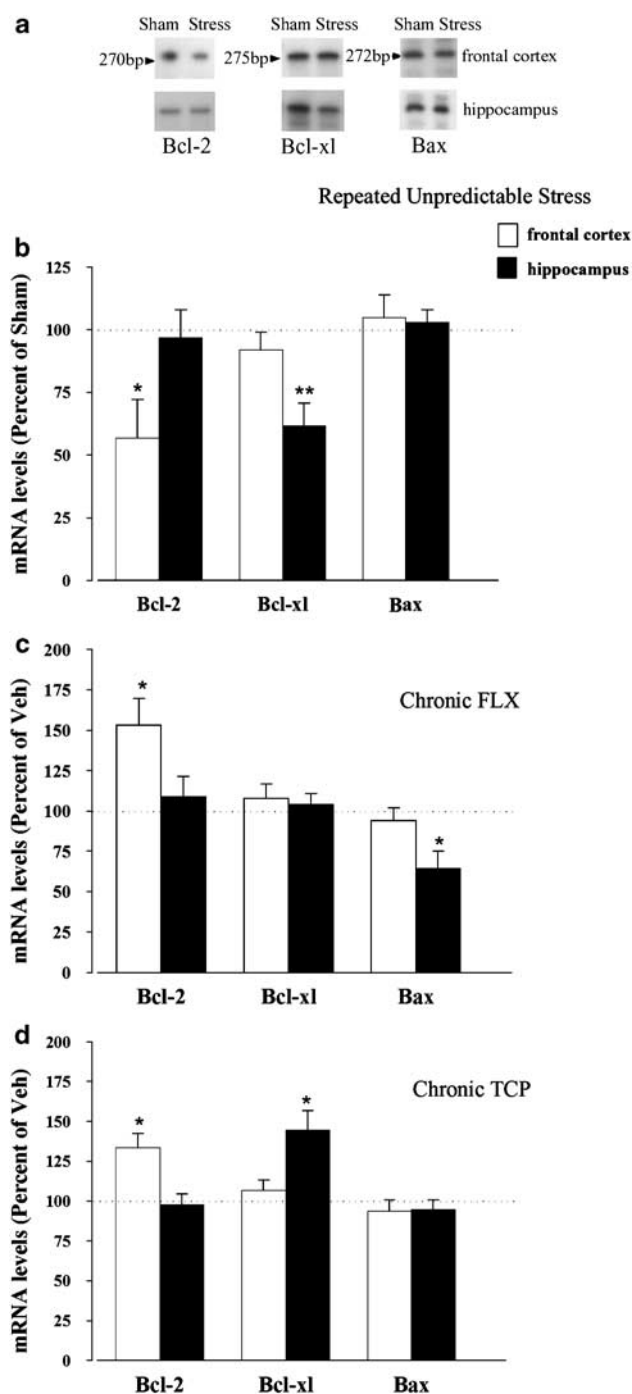 a
Sham Stress Sham Stress Sham Stress
270bp 275bp 272bp frontal cortex
hippocampus
Bcl-2 Bcl-xl Bax
Repeated Unpredictable Stress
frontal cortex
hippocampus
b
mRNA levels (Percent of Sham)
125
100
75
50
25
0
*
**
Bcl-2 Bcl-xl Bax
c
mRNA levels (Percent of Veh)
200
175
150
125
100
75
50
25
0
Chronic FLX
*
*
Bcl-2 Bcl-xl Bax
d
mRNA levels (Percent of Veh)
200
175
150
125
100
75
50
25
0
Chronic TCP
*
*
Bcl-2 Bcl-xl Bax